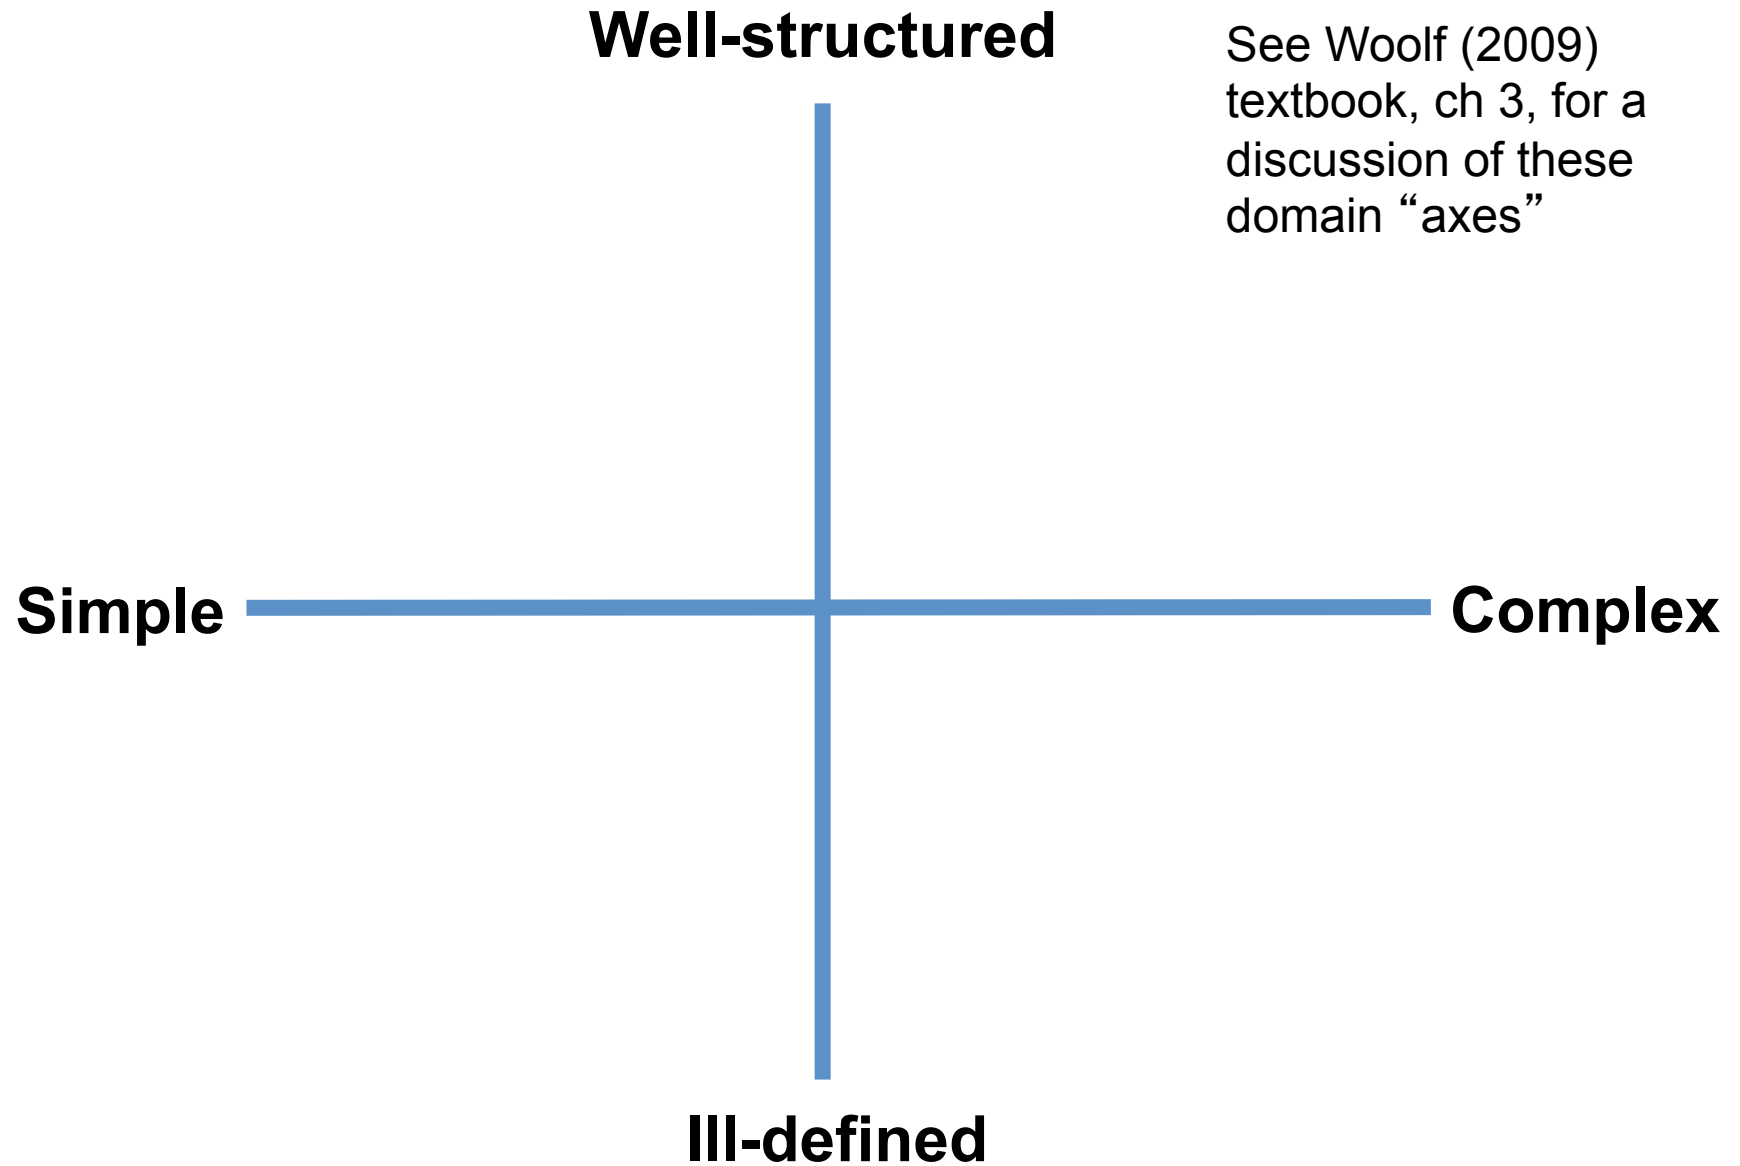 Well-structured
See Woolf (2009)
textbook, ch 3, for a
discussion of these
domain “axes”
Simple
Complex
Ill-defined